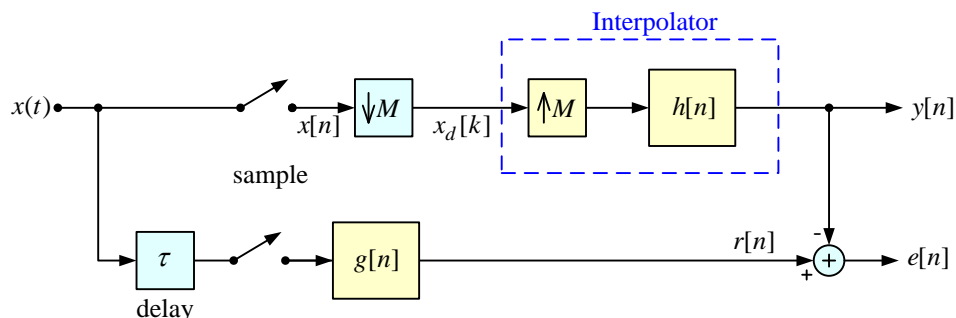 Interpolator
x(t)
x[n]
↓M
x_d[k]
↑M
h[n]
y[n]
sample
τ
delay
g[n]
r[n]
-
+
+
e[n]